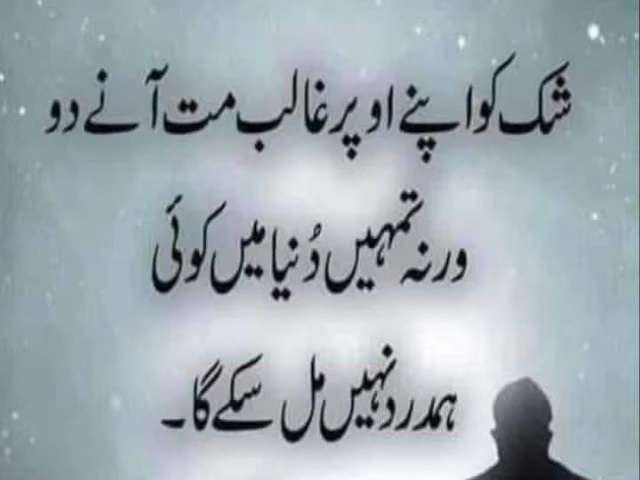 شک کو اپنے اوپر غالب مت آنے دو
ورنہ تمہیں دُنیا میں کوئی
ہمدرد نہیں مل سکے گا۔